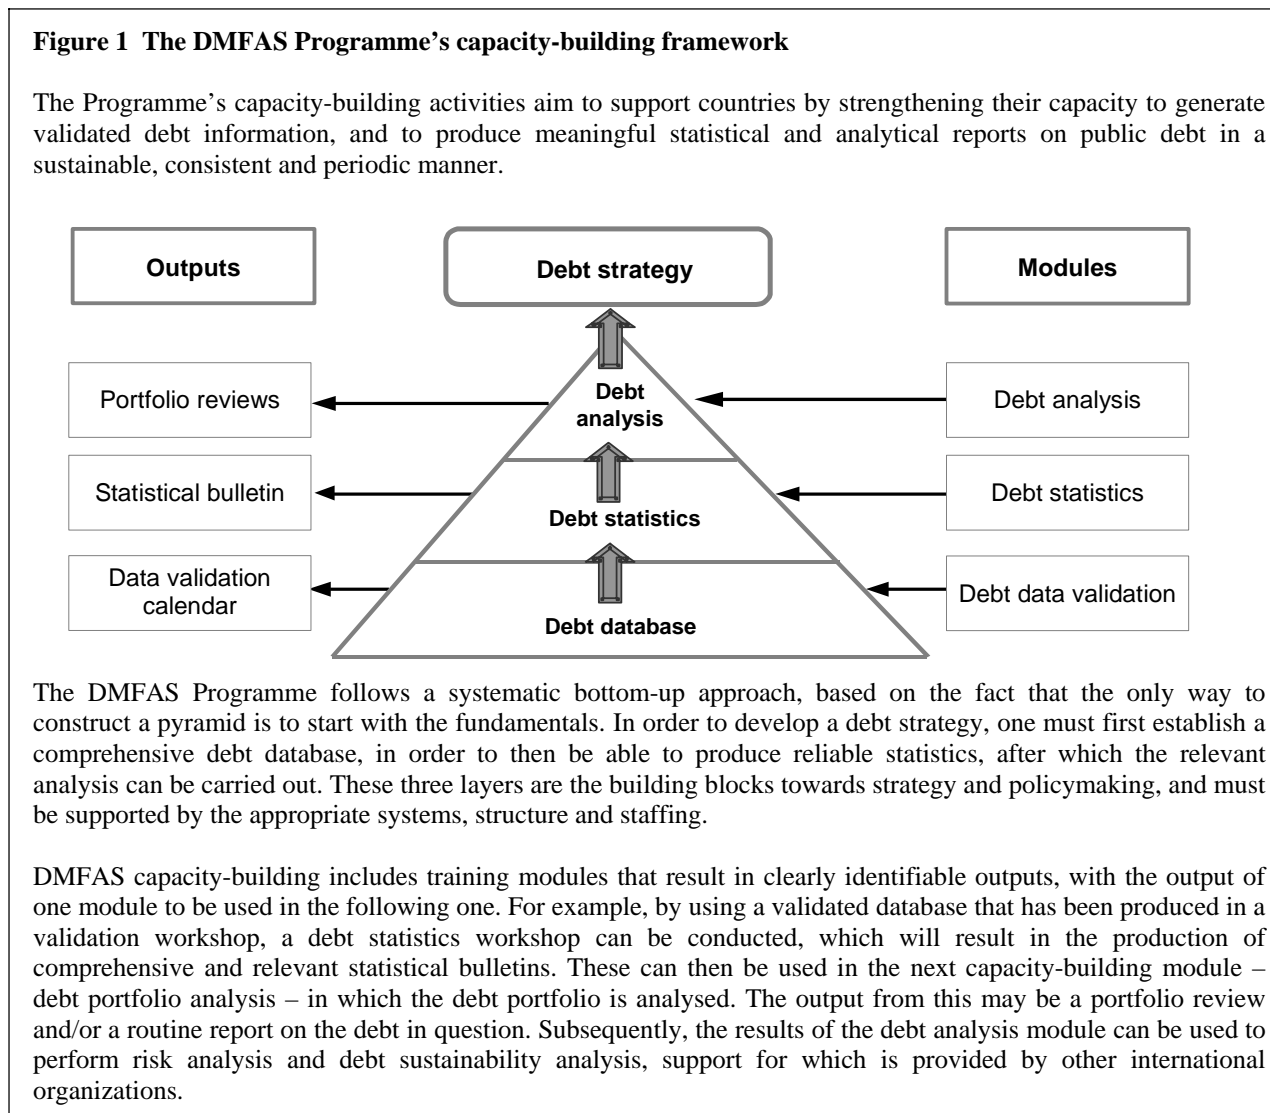 Figure 1  The DMFAS Programme’s capacity-building framework
The Programme’s capacity-building activities aim to support countries by strengthening their capacity to generate
validated debt information, and to produce meaningful statistical and analytical reports on public debt in a
sustainable, consistent and periodic manner.
Outputs
Debt strategy
Modules
Portfolio reviews
Debt
analysis
Debt analysis
Statistical bulletin
Debt statistics
Debt statistics
Data validation
calendar
Debt database
Debt data validation
The DMFAS Programme follows a systematic bottom-up approach, based on the fact that the only way to
construct a pyramid is to start with the fundamentals. In order to develop a debt strategy, one must first establish a
comprehensive debt database, in order to then be able to produce reliable statistics, after which the relevant
analysis can be carried out. These three layers are the building blocks towards strategy and policymaking, and must
be supported by the appropriate systems, structure and staffing.
DMFAS capacity-building includes training modules that result in clearly identifiable outputs, with the output of
one module to be used in the following one. For example, by using a validated database that has been produced in a
validation workshop, a debt statistics workshop can be conducted, which will result in the production of
comprehensive and relevant statistical bulletins. These can then be used in the next capacity-building module –
debt portfolio analysis – in which the debt portfolio is analysed. The output from this may be a portfolio review
and/or a routine report on the debt in question. Subsequently, the results of the debt analysis module can be used to
perform risk analysis and debt sustainability analysis, support for which is provided by other international
organizations.